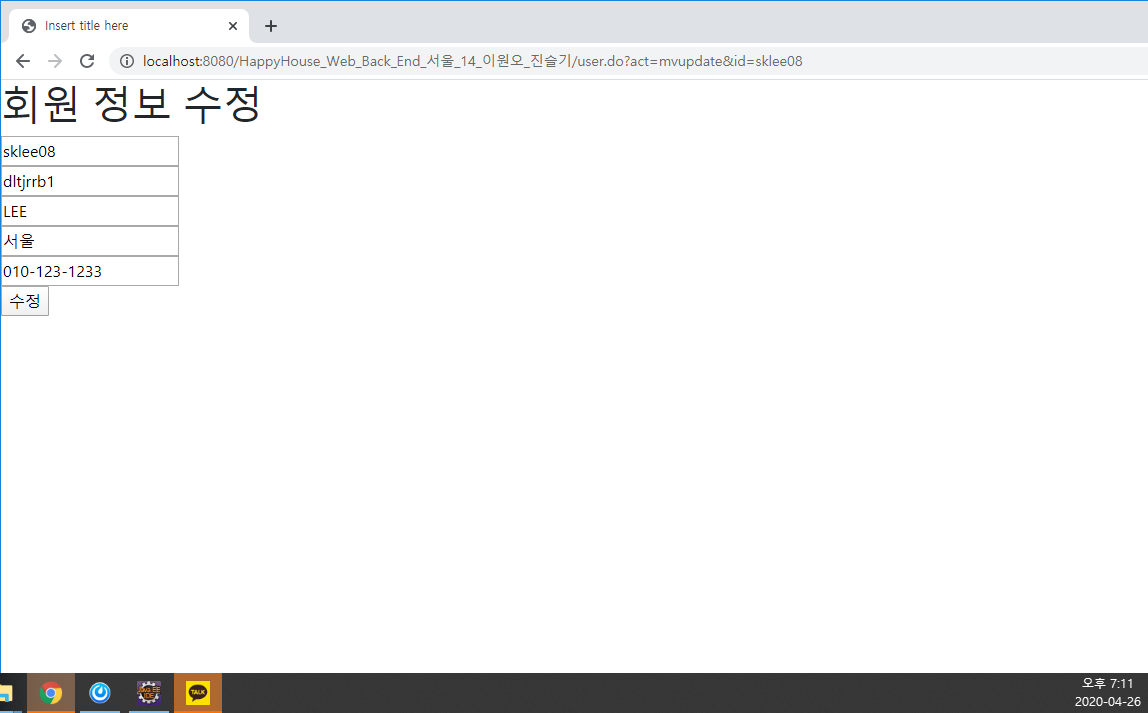 Insert title here
localhost:8080/HappyHouse_Web_Back_End_서울_14_이원오_진슬기/user.do?act=mvupdate&id=sklee08
회원 정보 수정
sklee08
dltjrrb1
LEE
서울
010-123-1233
수정
Java EE
IDE
TALK
오후 7:11
2020-04-26